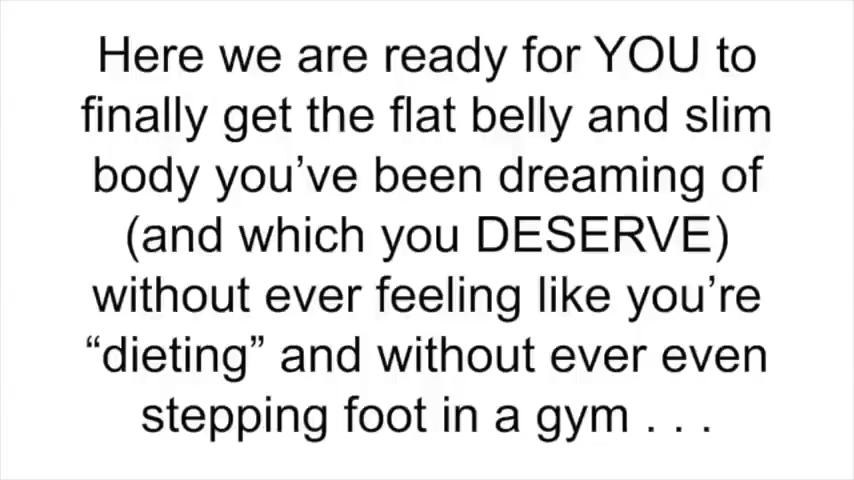 Here we are ready for YOU to
finally get the flat belly and slim
body you’ve been dreaming of
(and which you DESERVE)
without ever feeling like you’re
“dieting” and without ever even
stepping foot in a gym . . .